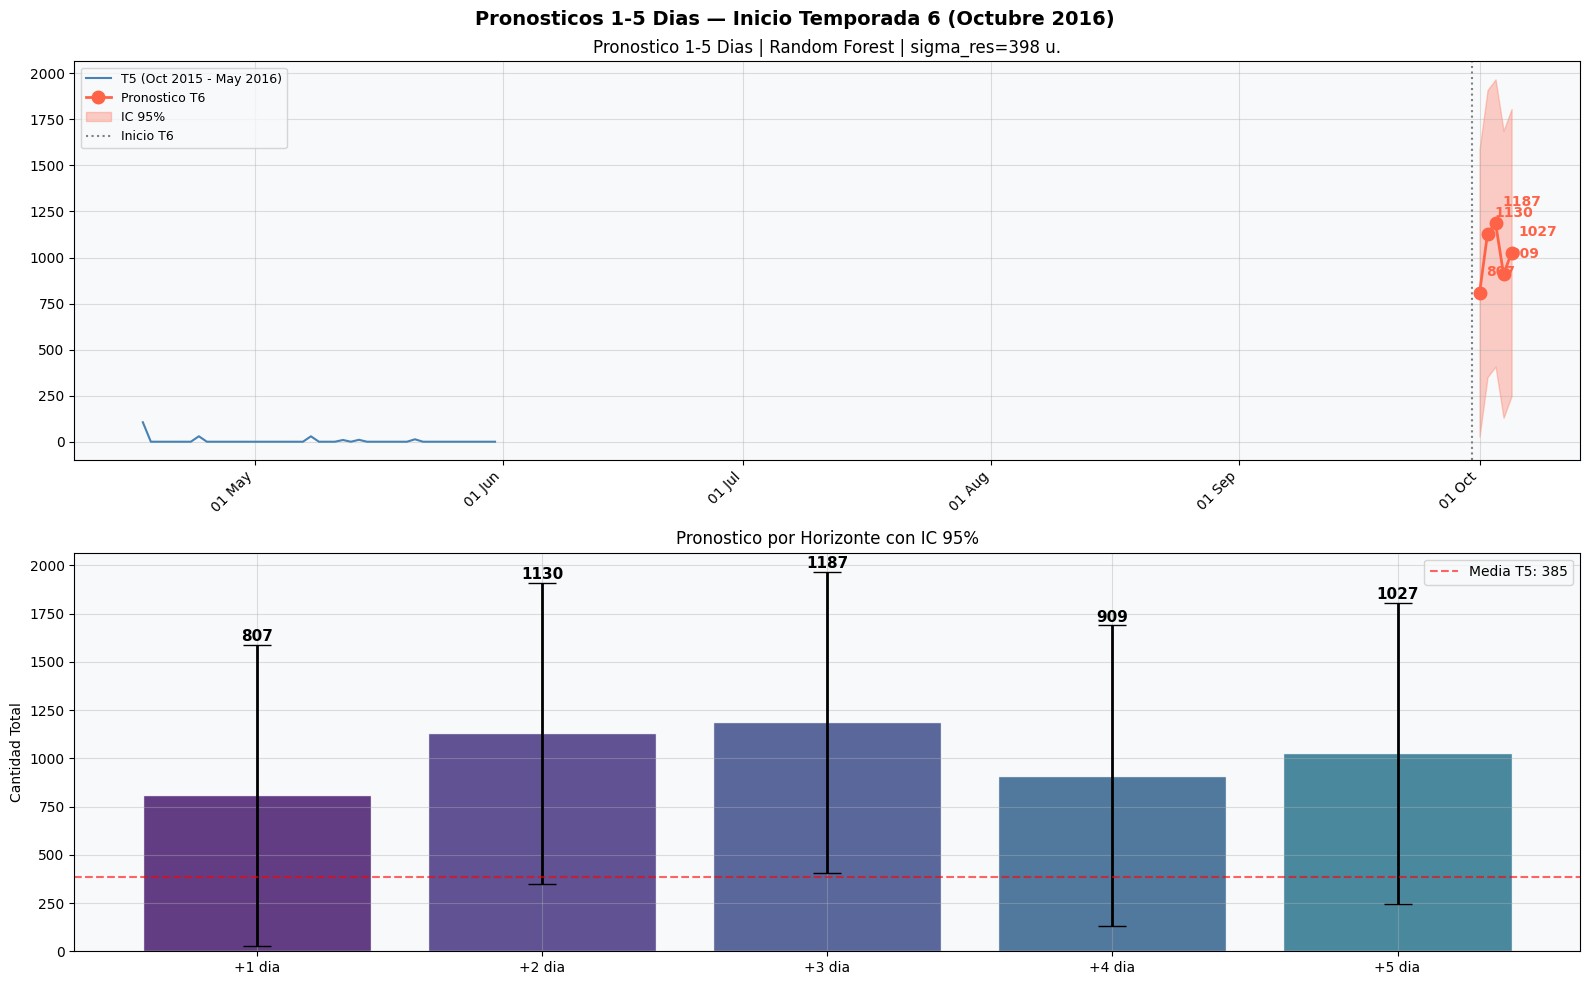 Pronosticos 1-5 Dias — Inicio Temporada 6 (Octubre 2016)
Pronostico 1-5 Dias | Random Forest | sigma_res=398 u.
T5 (Oct 2015 - May 2016)
Pronostico T6
IC 95%
Inicio T6
2000
1750
1500
1250
1000
750
500
250
0
1187
1130
1027
909
807
01 May
01 Jun
01 Jul
01 Aug
01 Sep
01 Oct
Pronostico por Horizonte con IC 95%
Media T5: 385
Cantidad Total
2000
1750
1500
1250
1000
750
500
250
0
807
1130
1187
909
1027
+1 dia
+2 dia
+3 dia
+4 dia
+5 dia